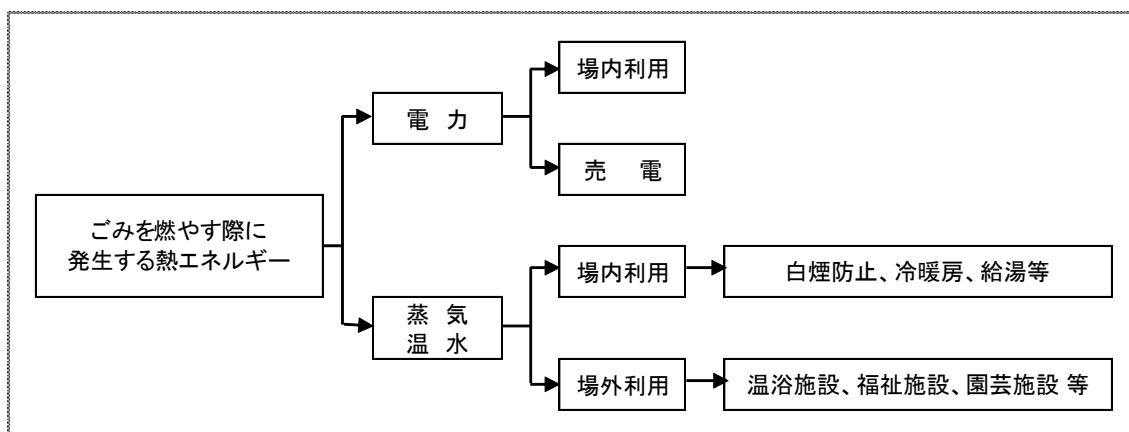 ごみを燃やす際に
発生する熱エネルギー
電 力
場内利用
売 電
蒸 気
温 水
場内利用
白煙防止、冷暖房、給湯等
場外利用
温浴施設、福祉施設、園芸施設 等